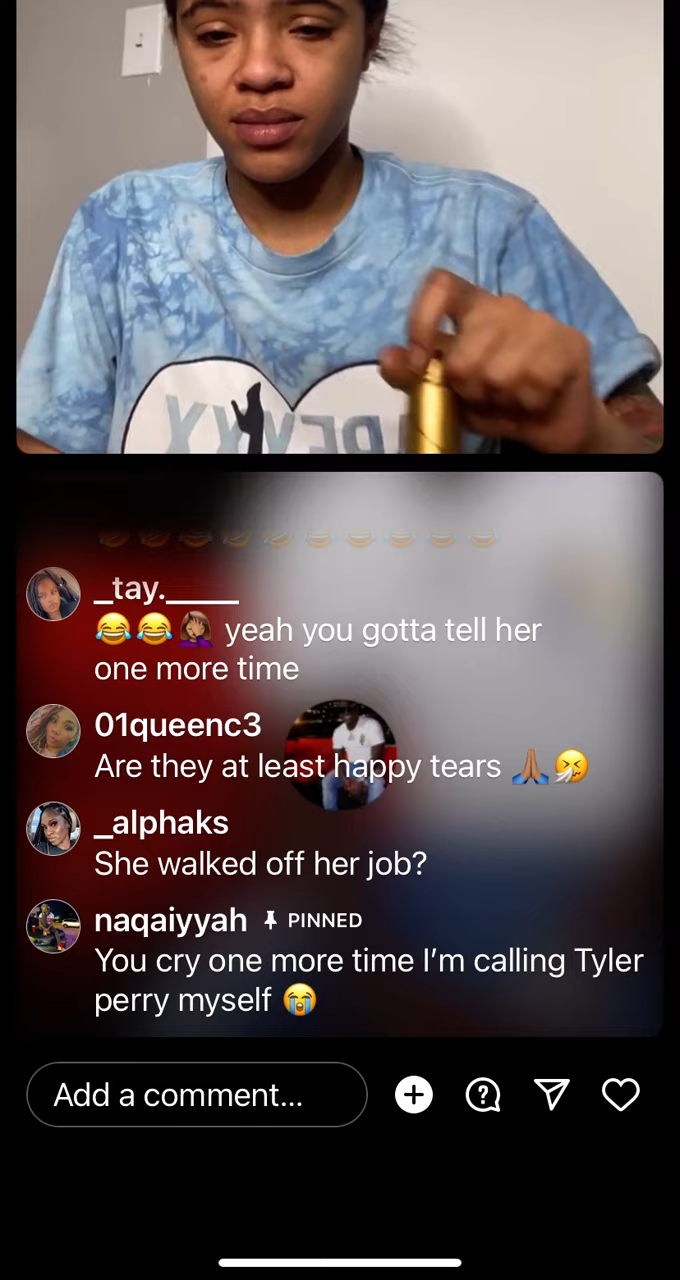 _tay._____
😂😂🤦🏾‍♀️ yeah you gotta tell her
one more time
01queenc3
Are they at least happy tears 🙏🏽🤧
_alphaks
She walked off her job?
naqaiyyah PINNED
You cry one more time I’m calling Tyler
perry myself 😭
Add a comment...